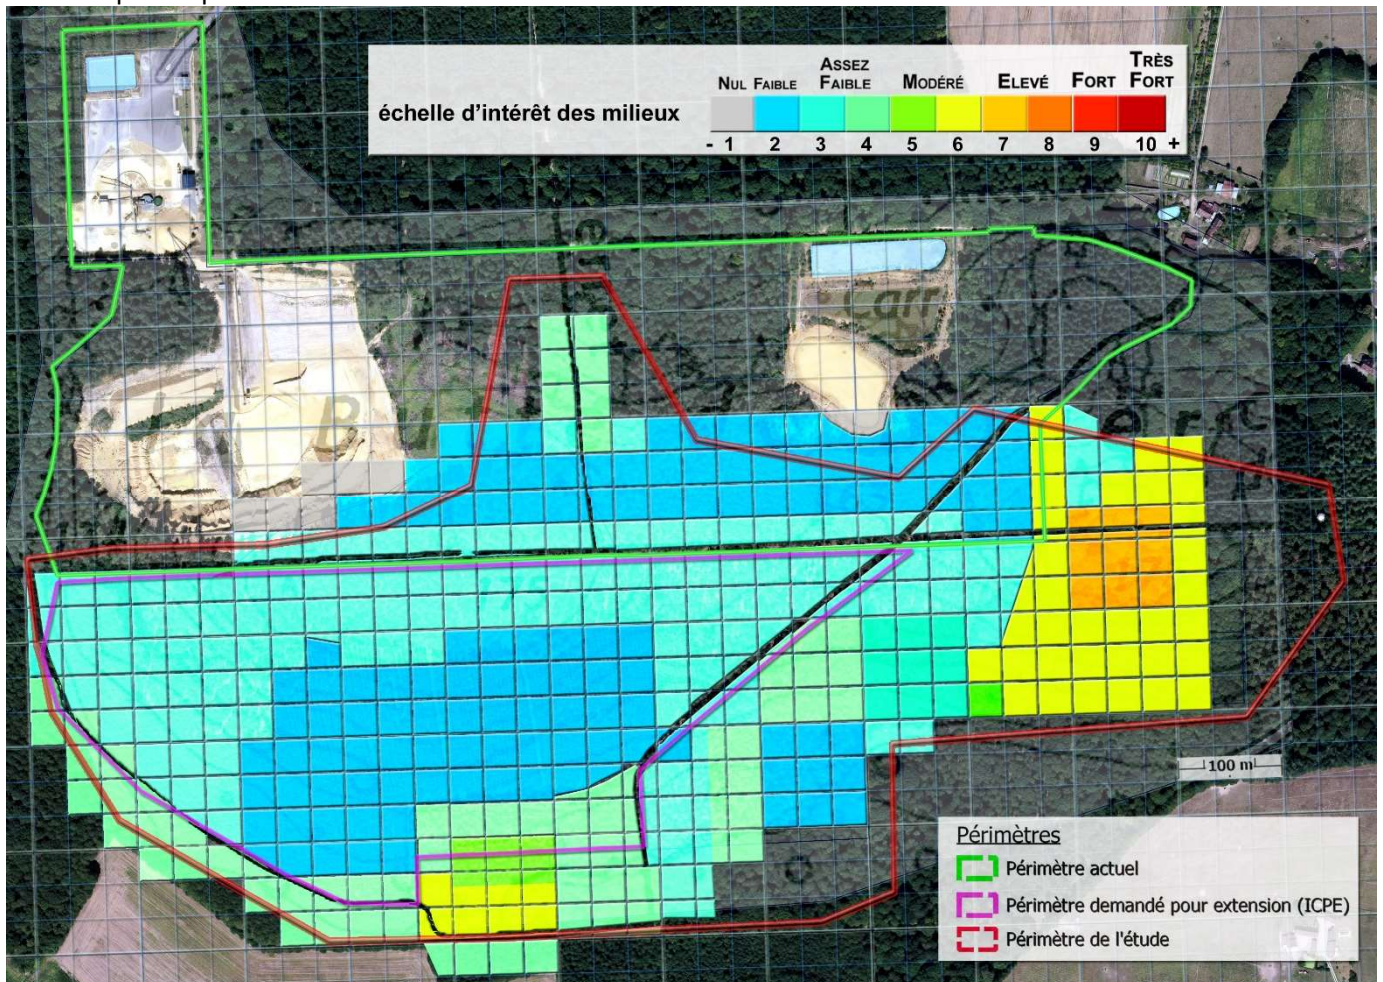 NUL FAIBLE ASSEZ FAIBLE MODÉRÉ ELEVÉ FORT TRÈS FORT
échelle d'intérêt des milieux
- 1 2 3 4 5 6 7 8 9 10 +
Carr
100 m
Périmètres
Périmètre actuel
Périmètre demandé pour extension (ICPE)
Périmètre de l'étude